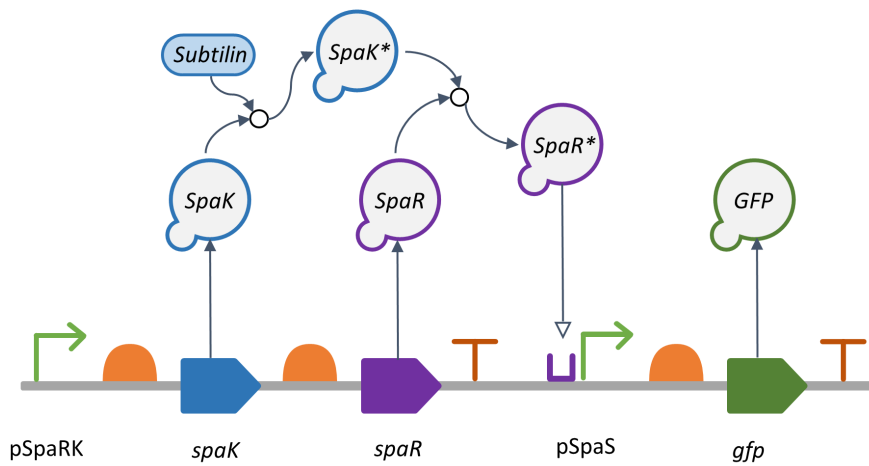 Subtilin
SpaK*
SpaR*
SpaK
SpaR
GFP
pSpaRK
spaK
spaR
pSpaS
gfp